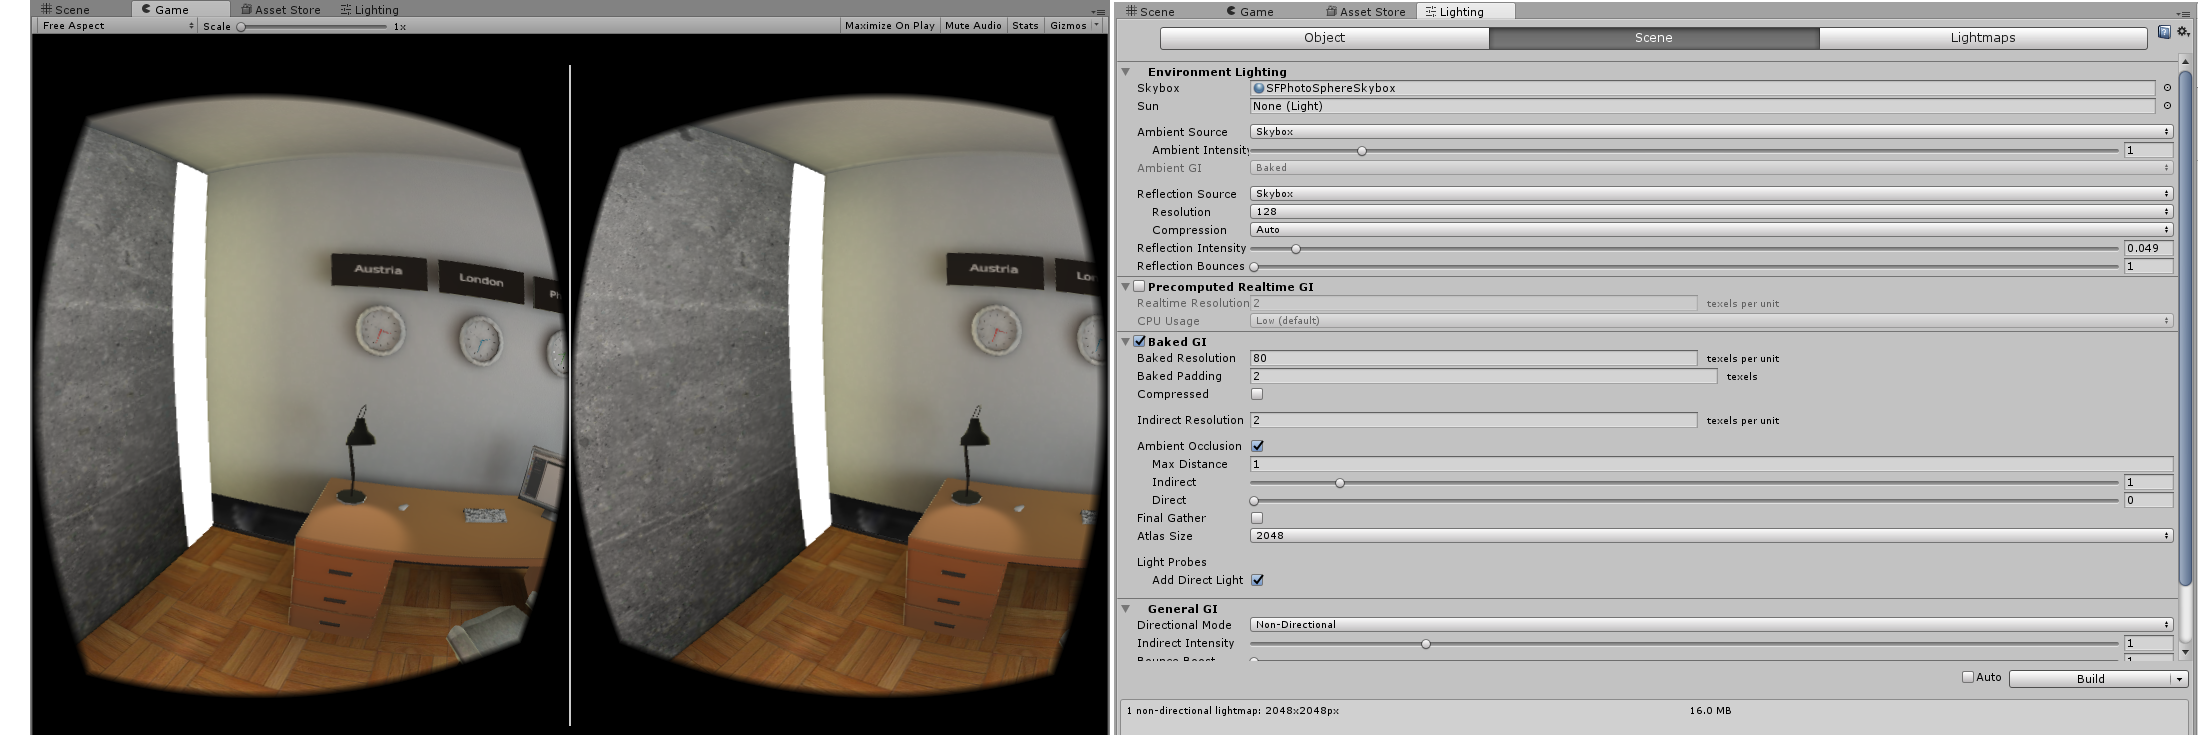 Scene Game Asset Store Lighting
Free Aspect Scale 1x Maximize On Play Mute Audio Stats Gizmos
Austria
London
Ph
Austria
Lon
Scene Game Asset Store Lighting
Object Scene Lightmaps
Environment Lighting
Skybox SFPhotoSphereSkybox
Sun None (Light)
Ambient Source Skybox
Ambient Intensity 1
Ambient GI Baked
Reflection Source Skybox
Resolution 128
Compression Auto
Reflection Intensity 0.049
Reflection Bounces 1
Precomputed Realtime GI
Realtime Resolution 2 texels per unit
CPU Usage Low (default)
Baked GI
Baked Resolution 80 texels per unit
Baked Padding 2 texels
Compressed
Indirect Resolution 2 texels per unit
Ambient Occlusion
Max Distance 1
Indirect 1
Direct 0
Final Gather
Atlas Size 2048
Light Probes
Add Direct Light
General GI
Directional Mode Non-Directional
Indirect Intensity 1
Bounce Boost 1
Auto Build
1 non-directional lightmap: 2048x2048px 16.0 MB